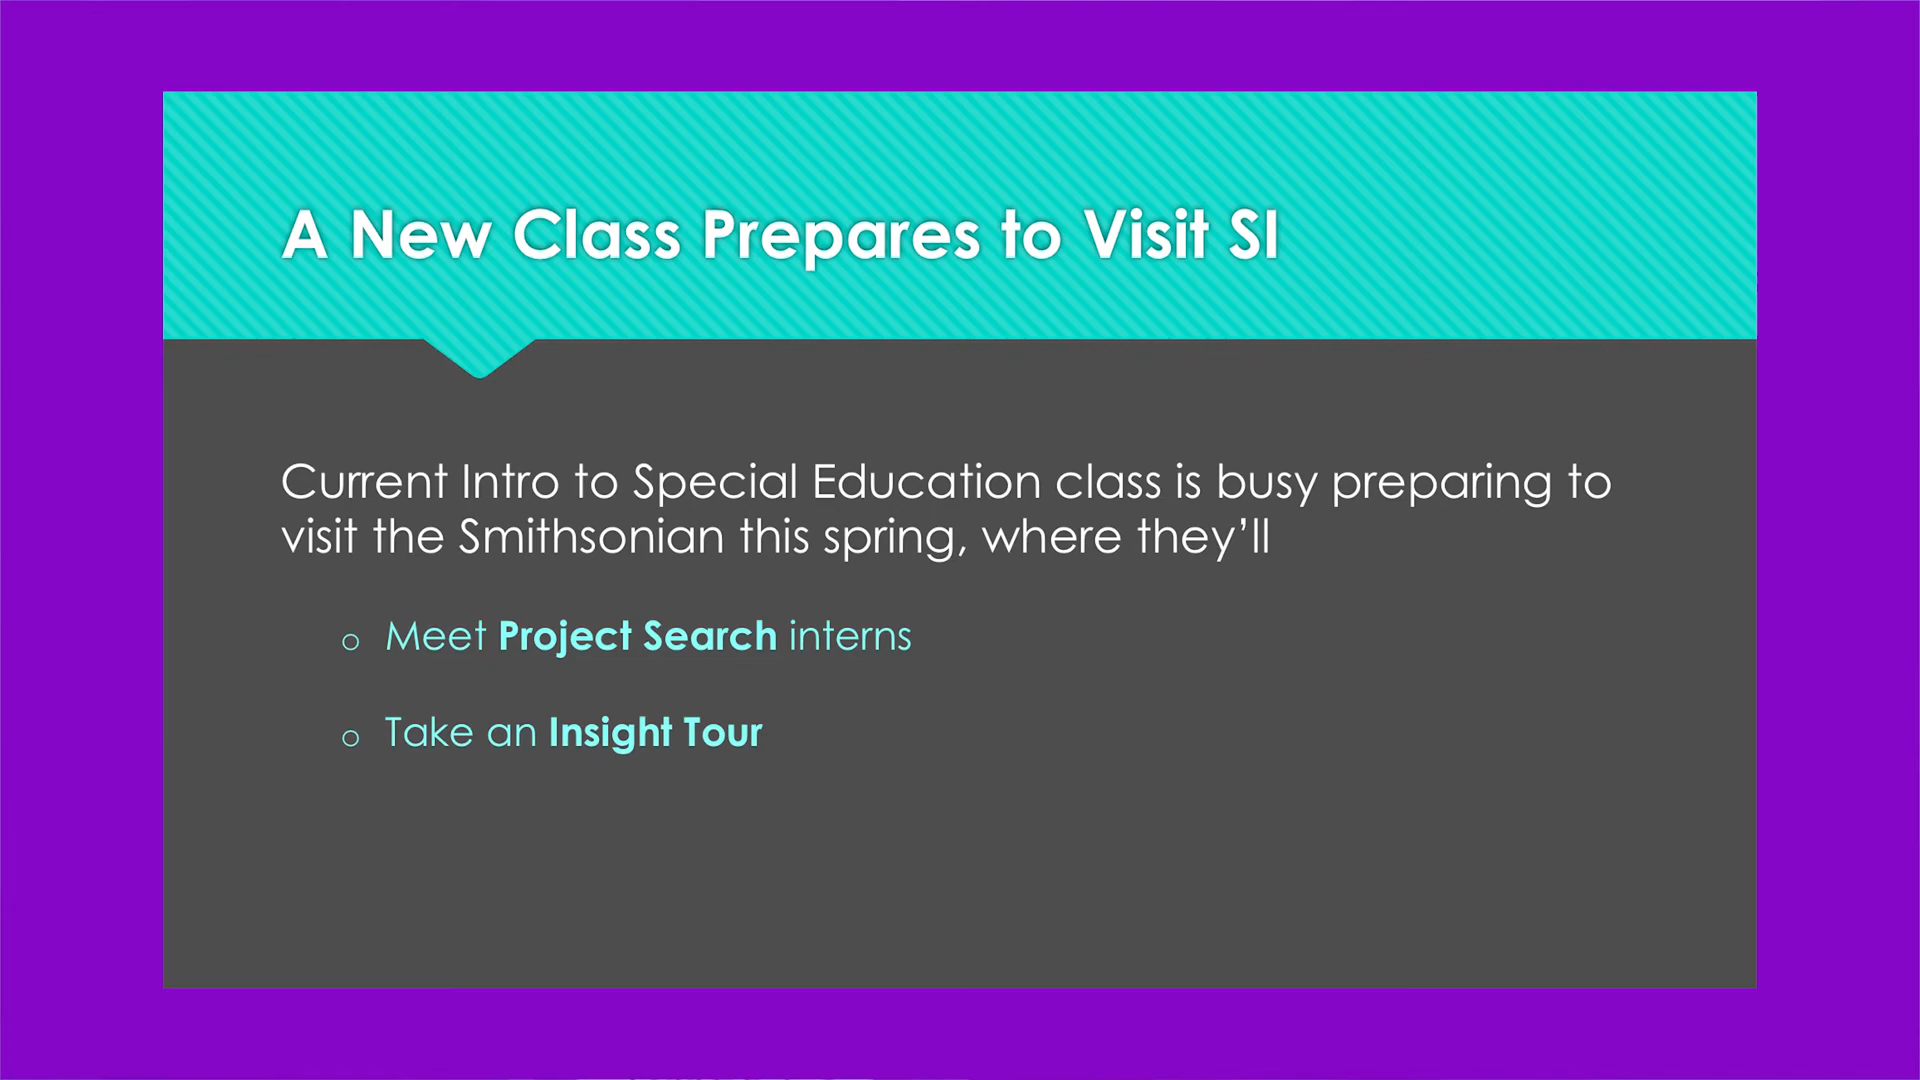 A New Class Prepares to Visit SI
Current Intro to Special Education class is busy preparing to
visit the Smithsonian this spring, where they’ll
o Meet Project Search interns
o Take an Insight Tour